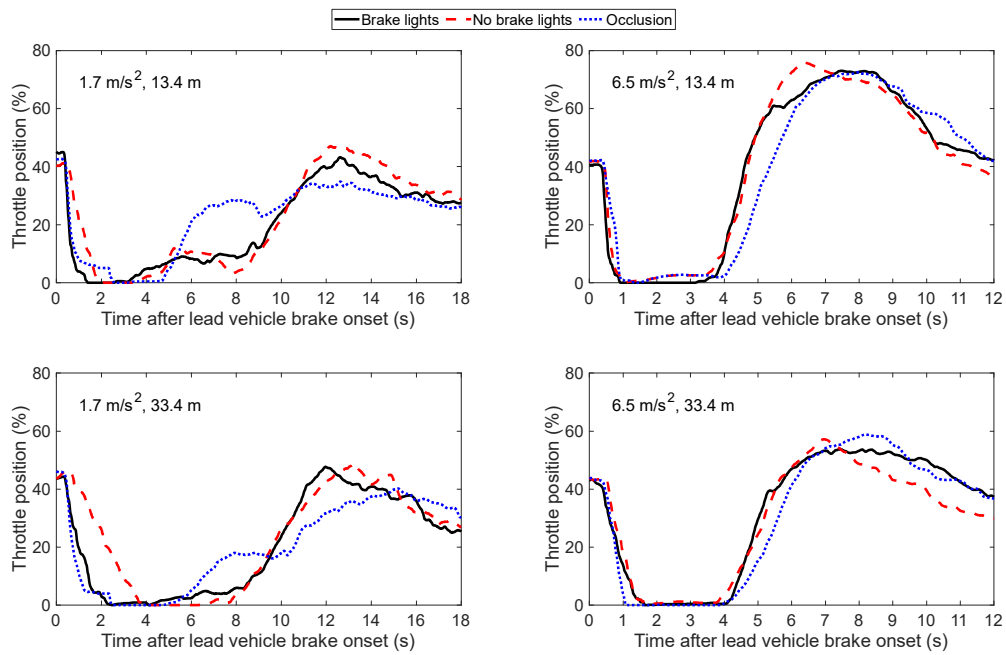 Brake lights No brake lights Occlusion
1.7 m/s², 13.4 m
Throttle position (%)
0 20 40 60 80
0 2 4 6 8 10 12 14 16 18
Time after lead vehicle brake onset (s)
6.5 m/s², 13.4 m
Throttle position (%)
0 20 40 60 80
0 1 2 3 4 5 6 7 8 9 10 11 12
Time after lead vehicle brake onset (s)
1.7 m/s², 33.4 m
Throttle position (%)
0 20 40 60 80
0 2 4 6 8 10 12 14 16 18
Time after lead vehicle brake onset (s)
6.5 m/s², 33.4 m
Throttle position (%)
0 20 40 60 80
0 1 2 3 4 5 6 7 8 9 10 11 12
Time after lead vehicle brake onset (s)